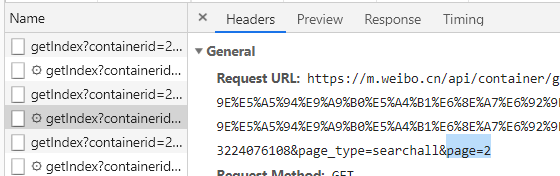 Name
getIndex?containerid=2...
getIndex?containerid...
getIndex?containerid=2...
getIndex?containerid...
getIndex?containerid=2...
getIndex?containerid...
Headers Preview Response Timing
General
Request URL: https://m.weibo.cn/api/container/g
9E%E5%A5%94%E9%A9%B0%E5%A4%B1%E6%8E%A7%E6%92%9
9E%E5%A5%94%E9%A9%B0%E5%A4%B1%E6%8E%A7%E6%92%9
3224076108&page_type=searchall&page=2
Request Method: GET